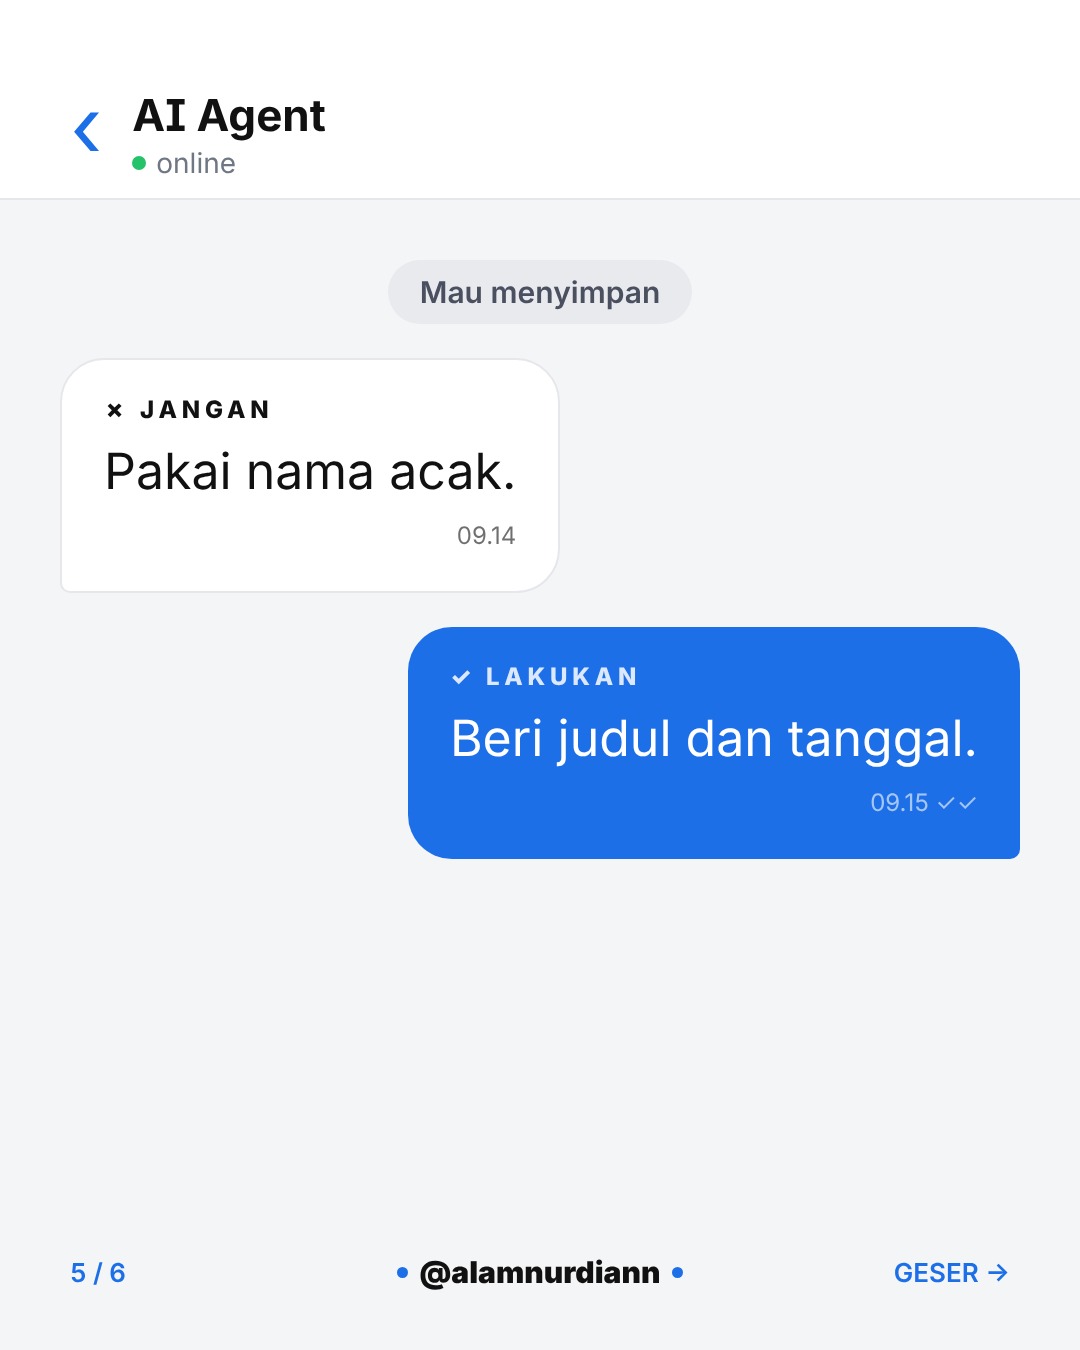 AI Agent
online
Mau menyimpan
× JANGAN
Pakai nama acak.
09.14
✓ LAKUKAN
Beri judul dan tanggal.
09.15 ✓✓
5 / 6
• @alamnurdiann •
GESER →